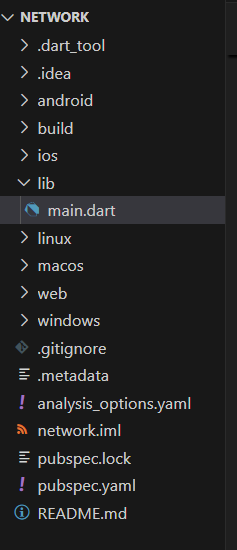 NETWORK
.dart_tool
.idea
android
build
ios
lib
main.dart
linux
macos
web
windows
.gitignore
.metadata
analysis_options.yaml
network.iml
pubspec.lock
pubspec.yaml
README.md